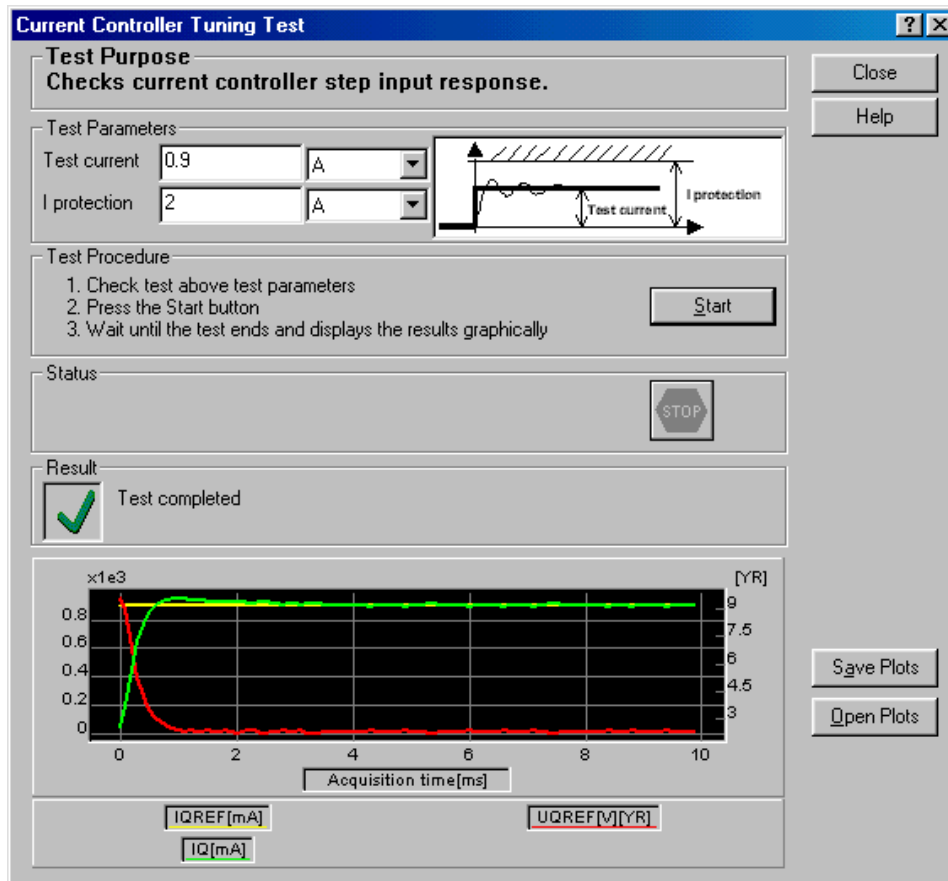 Current Controller Tuning Test
Test Purpose
Checks current controller step input response.
Close
Help
Test Parameters
Test current 0.9 A
I protection 2 A
I protection
Test current
Test Procedure
1. Check test above test parameters
2. Press the Start button
3. Wait until the test ends and displays the results graphically
Start
Status
STOP
Result
Test completed
x1e3 [YR]
0.8 9
0.6 7.5
0.4 6
0.2 4.5
0 3
0 2 4 6 8 10
Acquisition time[ms]
IQREF[mA] UQREF[V][YR]
IQ[mA]
Save Plots
Open Plots